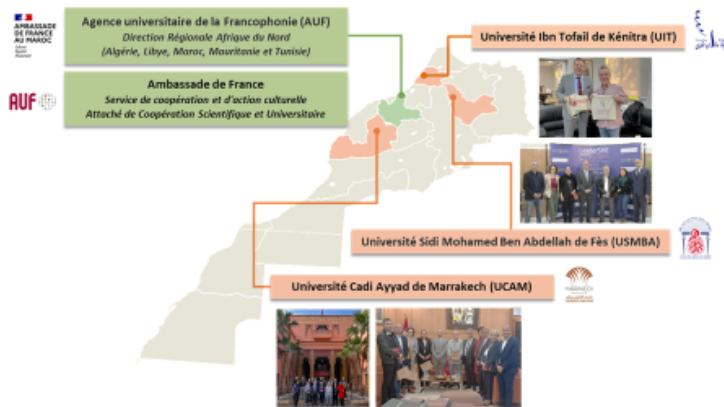 AMBASSADE
DE FRANCE
AU MAROC
Agence universitaire de la Francophonie (AUF)
Direction Régionale Afrique du Nord
(Algérie, Libye, Maroc, Mauritanie et Tunisie)
AUF
Ambassade de France
Service de coopération et d'action culturelle
Attaché de Coopération Scientifique et Universitaire
Université Ibn Tofail de Kénitra (UIT)
Université Sidi Mohamed Ben Abdellah de Fès (USMBA)
Université Cadi Ayyad de Marrakech (UCAM)